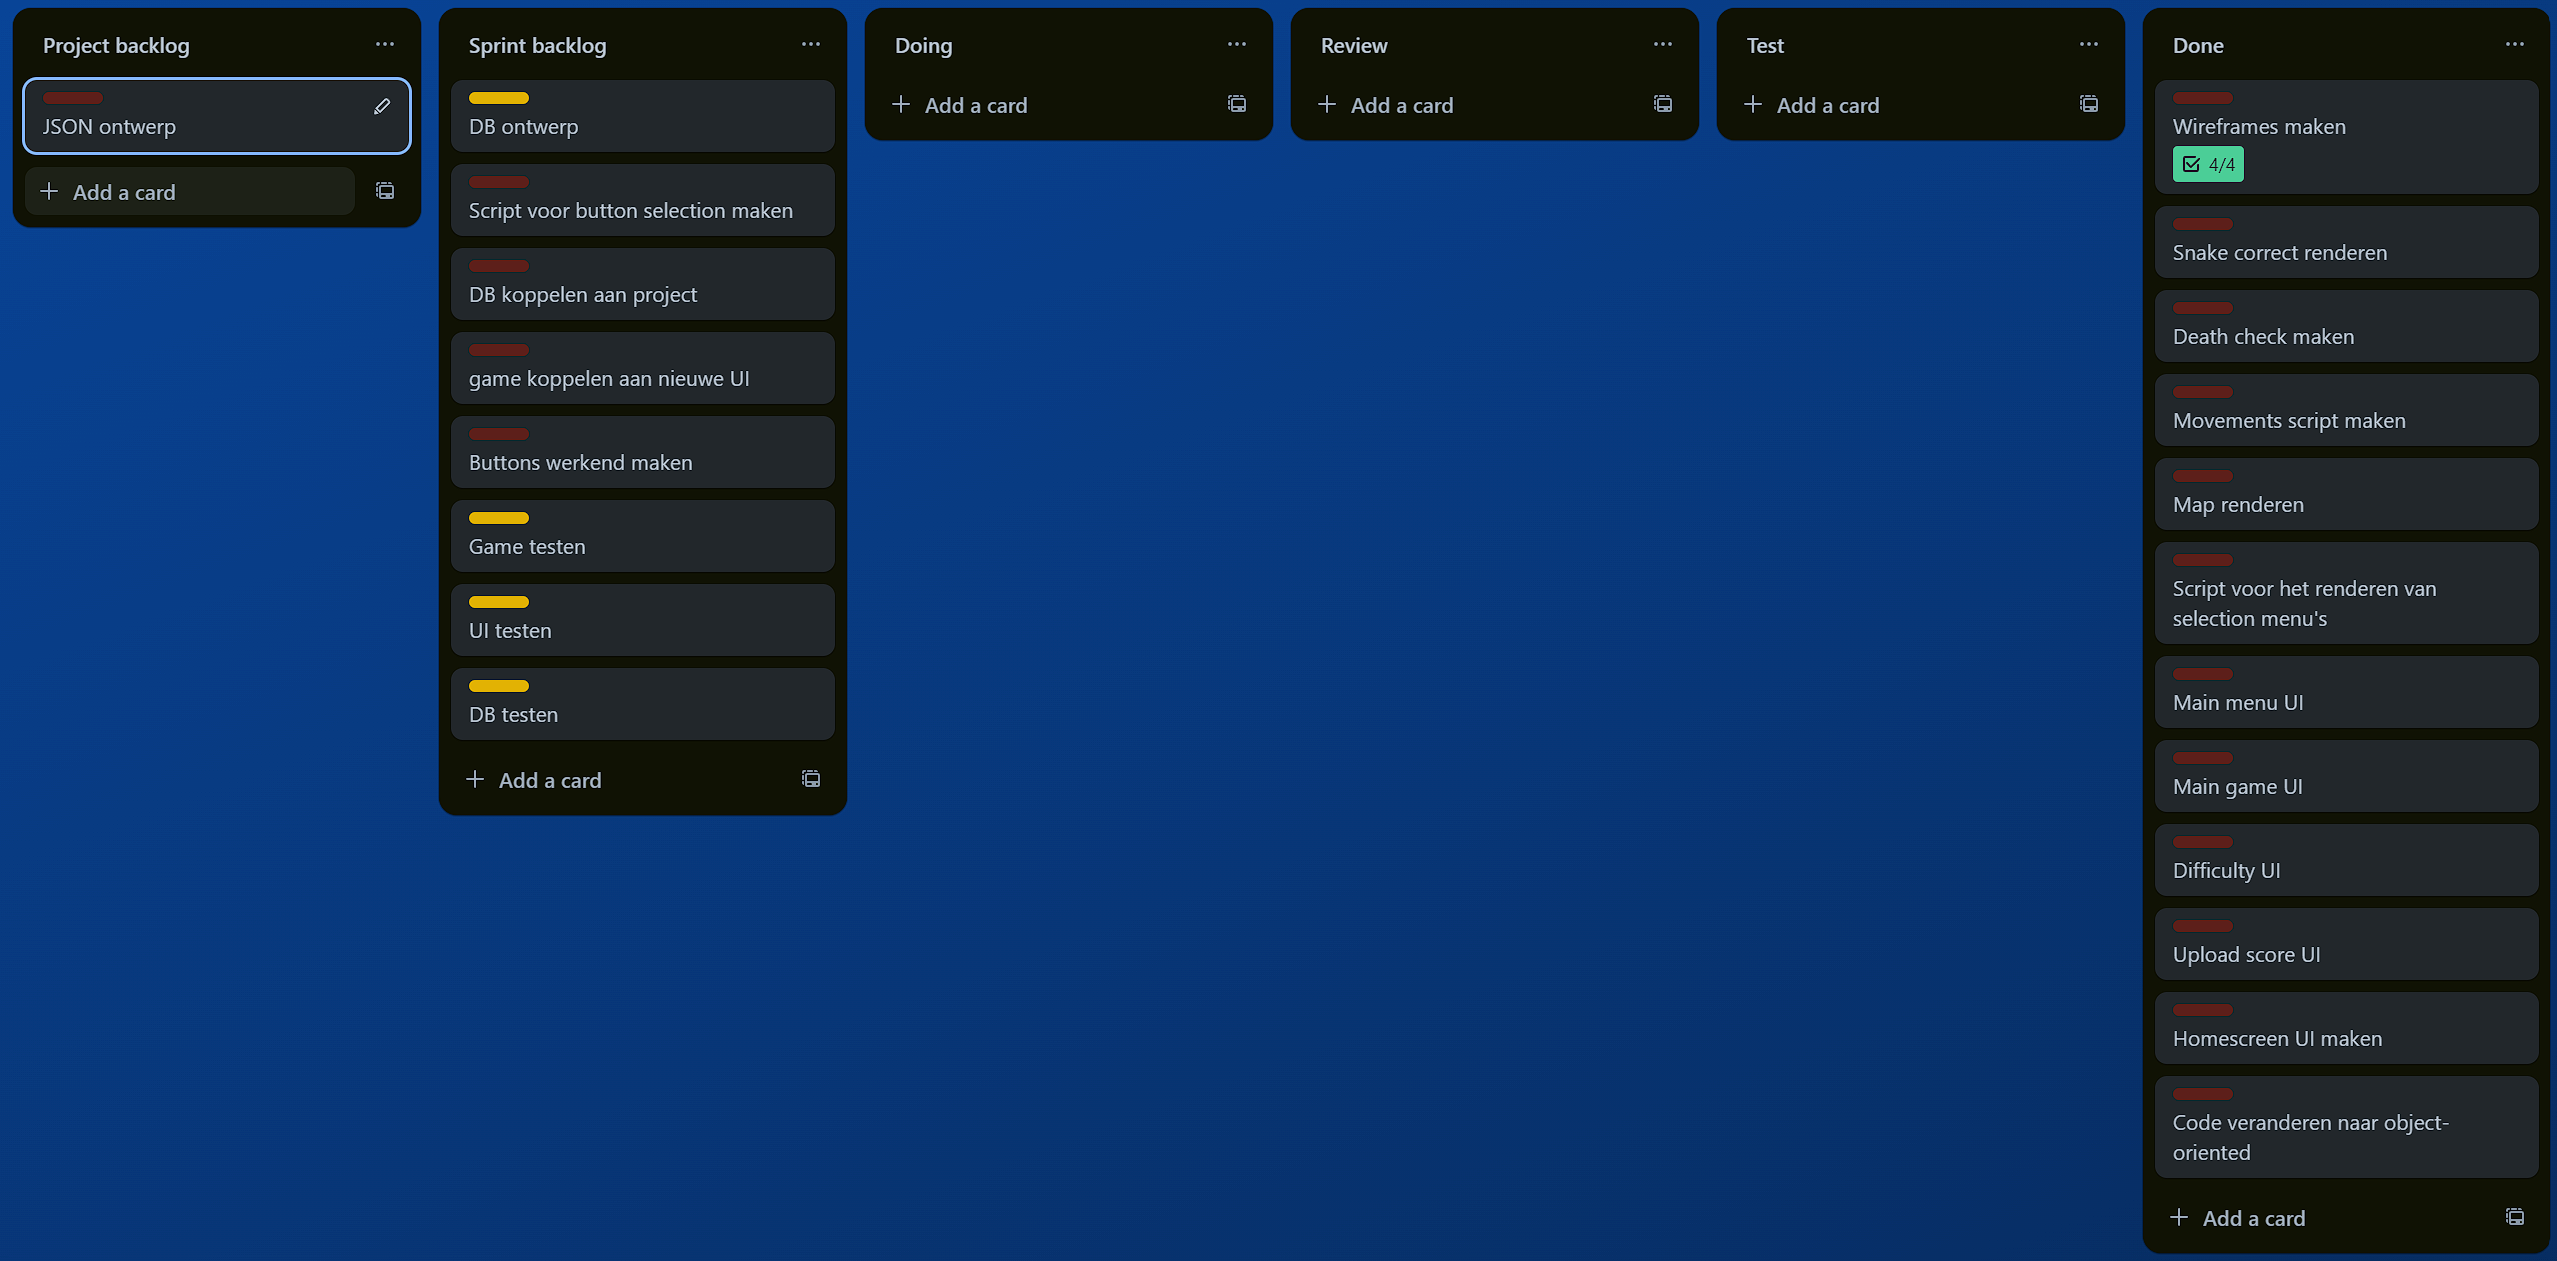 Project backlog
JSON ontwerp
Add a card
Sprint backlog
DB ontwerp
Script voor button selection maken
DB koppelen aan project
game koppelen aan nieuwe UI
Buttons werkend maken
Game testen
UI testen
DB testen
Add a card
Doing
Add a card
Review
Add a card
Test
Add a card
Done
Wireframes maken
4/4
Snake correct renderen
Death check maken
Movements script maken
Map renderen
Script voor het renderen van
selection menu's
Main menu UI
Main game UI
Difficulty UI
Upload score UI
Homescreen UI maken
Code veranderen naar object-
oriented
Add a card